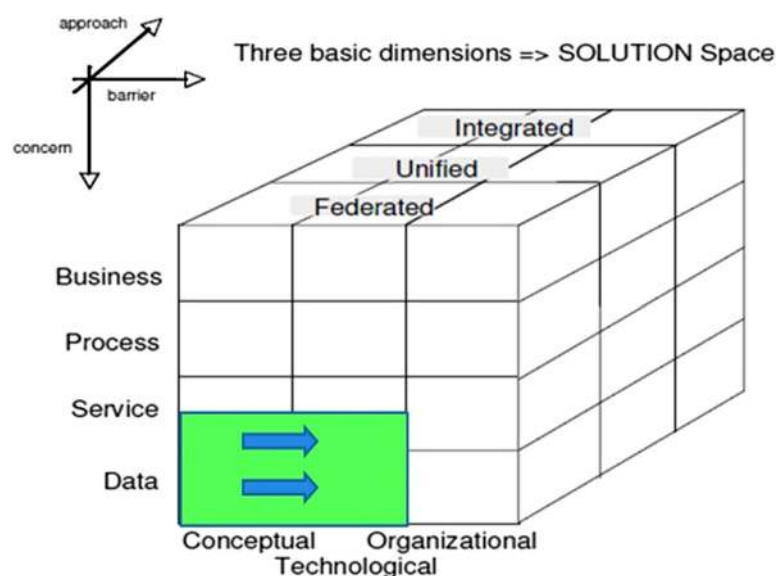 approach
Three basic dimensions => SOLUTION Space
barrier
concern
Integrated
Unified
Federated
Business
Process
Service
Data
Conceptual Organizational
Technological